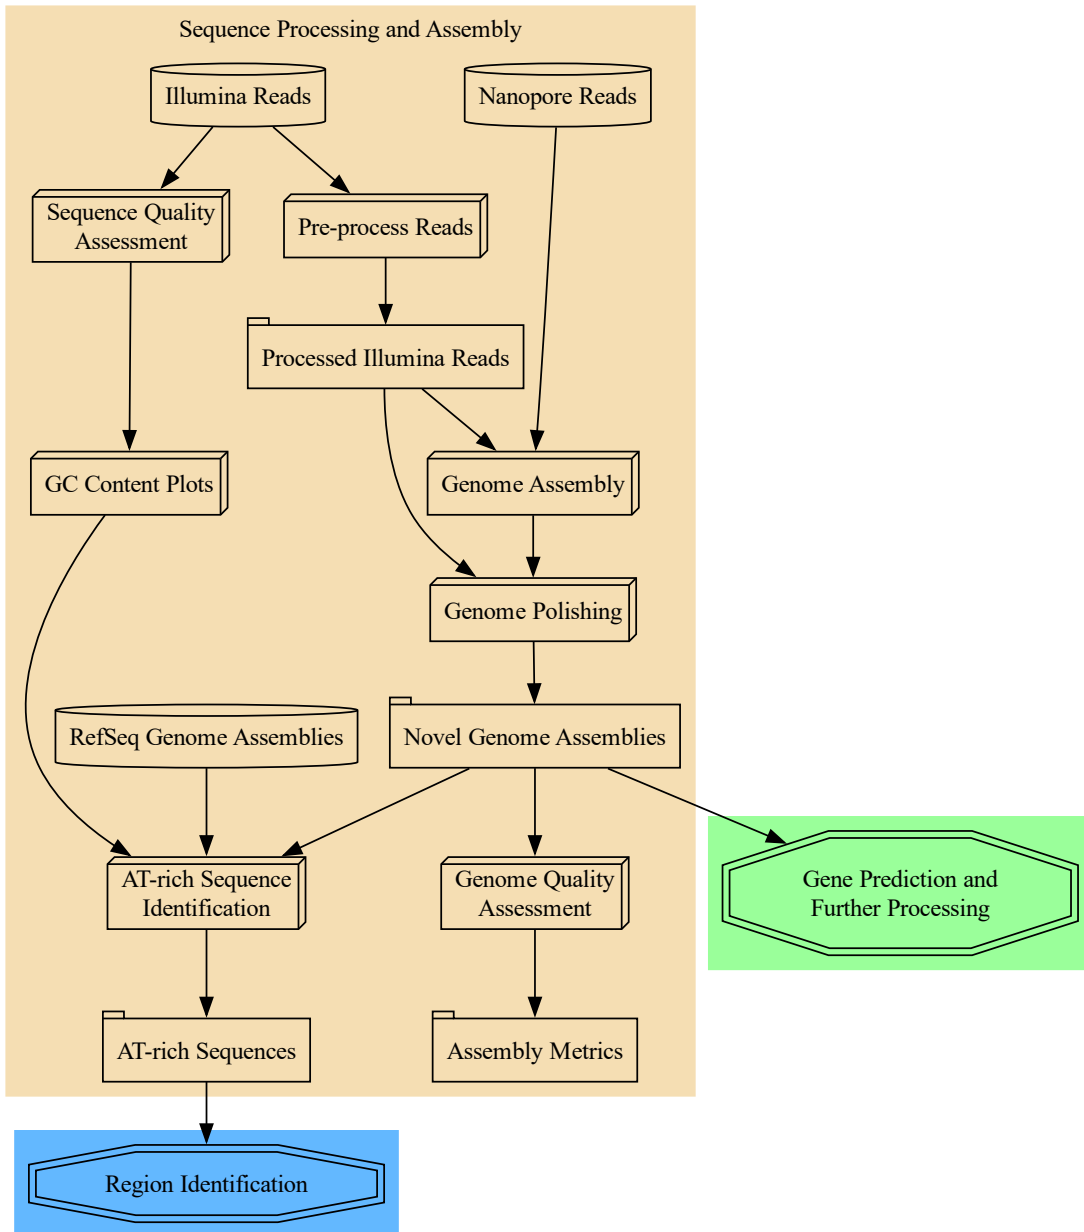 Sequence Processing and Assembly
Illumina Reads
Nanopore Reads
Sequence Quality
Assessment
Pre-process Reads
Processed Illumina Reads
GC Content Plots
Genome Assembly
Genome Polishing
RefSeq Genome Assemblies
Novel Genome Assemblies
AT-rich Sequence
Identification
Genome Quality
Assessment
Gene Prediction and
Further Processing
AT-rich Sequences
Assembly Metrics
Region Identification